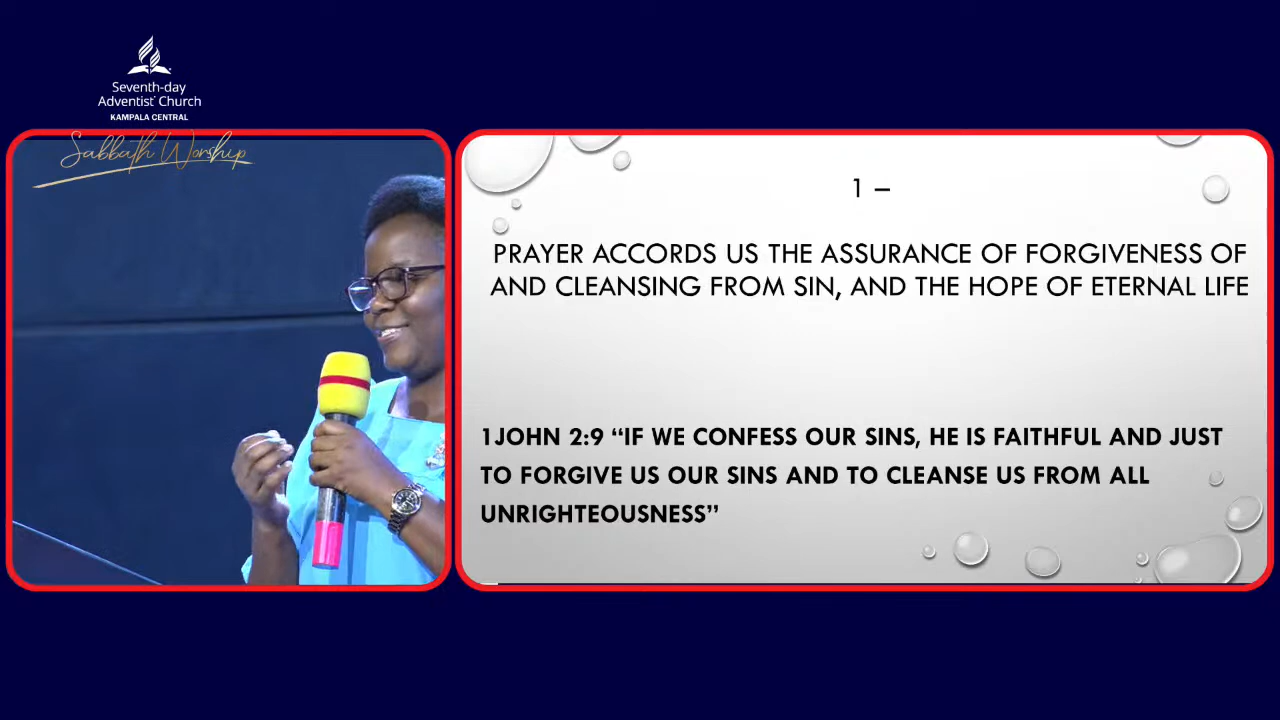 Seventh-day
Adventist Church
KAMPALA CENTRAL
Sabbath Worship
1 –
PRAYER ACCORDS US THE ASSURANCE OF FORGIVENESS OF
AND CLEANSING FROM SIN, AND THE HOPE OF ETERNAL LIFE
1JOHN 2:9 “IF WE CONFESS OUR SINS, HE IS FAITHFUL AND JUST
TO FORGIVE US OUR SINS AND TO CLEANSE US FROM ALL
UNRIGHTEOUSNESS”